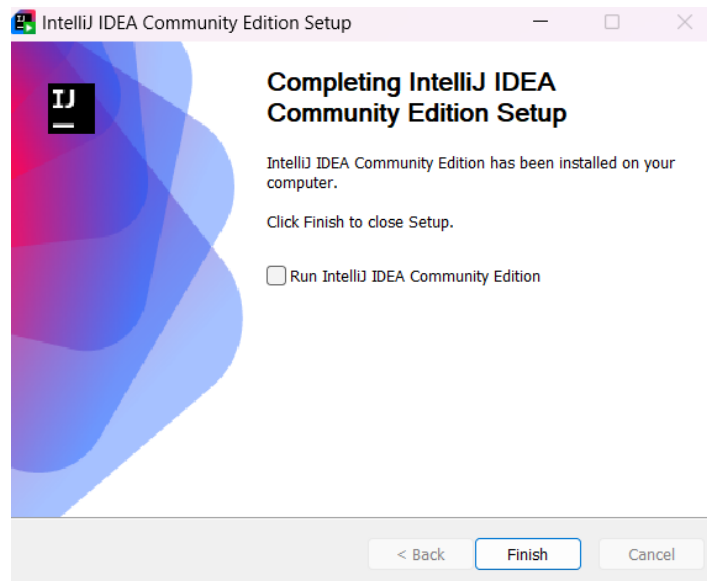 IntelliJ IDEA Community Edition Setup
IJ
Completing IntelliJ IDEA
Community Edition Setup
IntelliJ IDEA Community Edition has been installed on your
computer.
Click Finish to close Setup.
Run IntelliJ IDEA Community Edition
< Back
Finish
Cancel